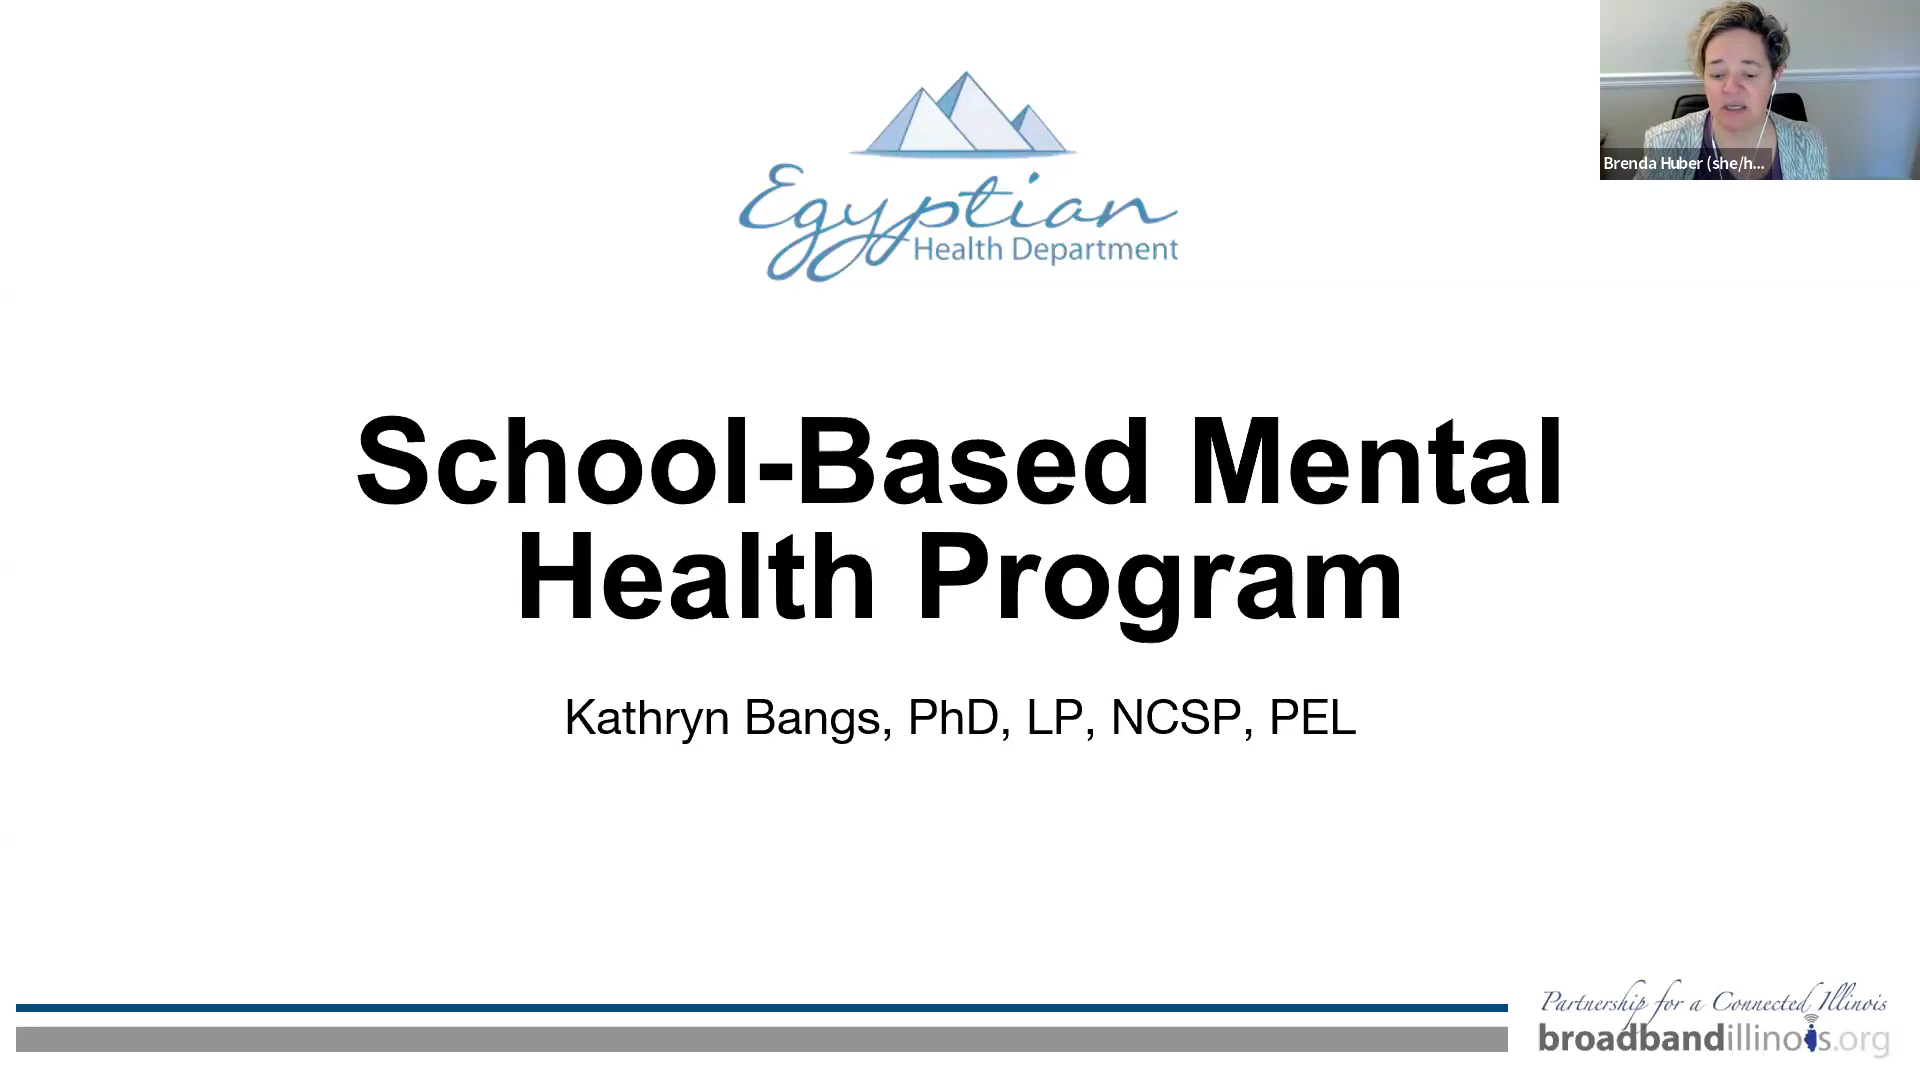 Egyptian
Health Department
Brenda Huber (she/h...
School-Based Mental
Health Program
Kathryn Bangs, PhD, LP, NCSP, PEL
Partnership for a Connected Illinois
broadbandillinois.org